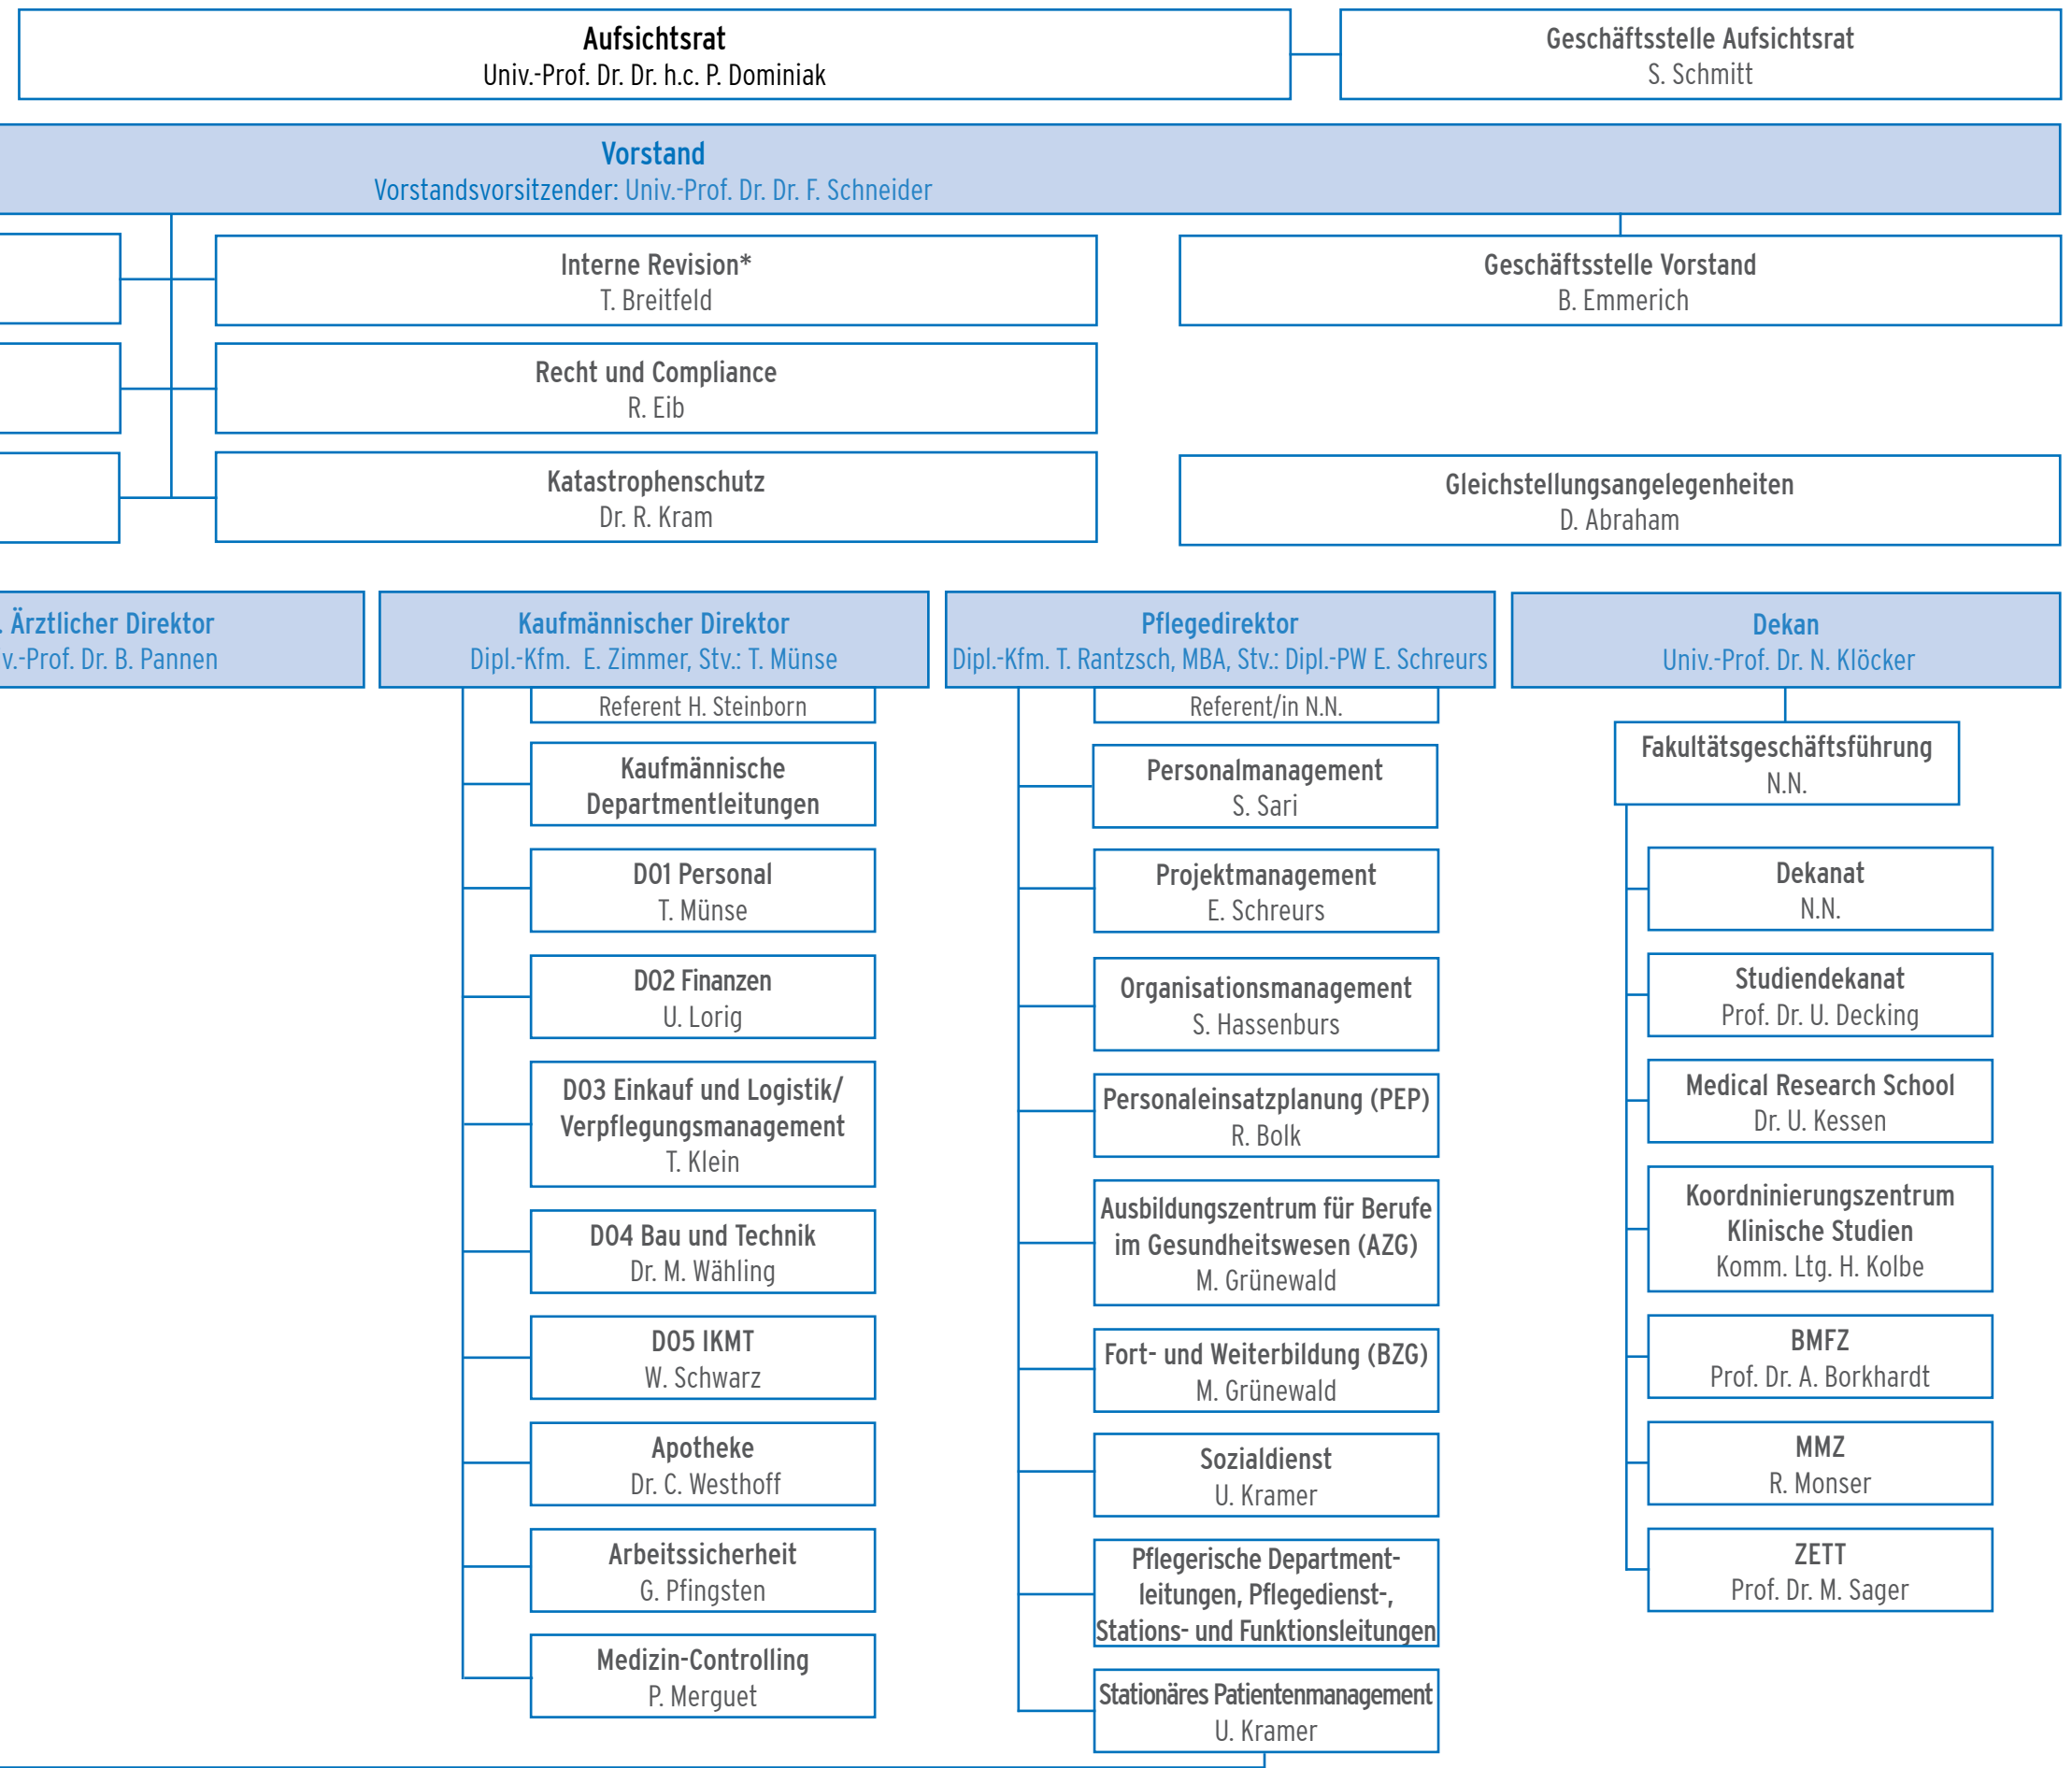 Aufsichtsrat
Univ.-Prof. Dr. Dr. h.c. P. Dominiak
Geschäftsstelle Aufsichtsrat
S. Schmitt
Vorstand
Vorstandsvorsitzender: Univ.-Prof. Dr. Dr. F. Schneider
Interne Revision*
T. Breitfeld
Geschäftsstelle Vorstand
B. Emmerich
Recht und Compliance
R. Eib
Katastrophenschutz
Dr. R. Kram
Gleichstellungsangelegenheiten
D. Abraham
. Ärztlicher Direktor
v.-Prof. Dr. B. Pannen
Kaufmännischer Direktor
Dipl.-Kfm. E. Zimmer, Stv.: T. Münse
Referent H. Steinborn
Kaufmännische
Departmentleitungen
D01 Personal
T. Münse
D02 Finanzen
U. Lorig
D03 Einkauf und Logistik/
Verpflegungsmanagement
T. Klein
D04 Bau und Technik
Dr. M. Wähling
D05 IKMT
W. Schwarz
Apotheke
Dr. C. Westhoff
Arbeitssicherheit
G. Pfingsten
Medizin-Controlling
P. Merguet
Pflegedirektor
Dipl.-Kfm. T. Rantzsch, MBA, Stv.: Dipl.-PW E. Schreurs
Referent/in N.N.
Personalmanagement
S. Sari
Projektmanagement
E. Schreurs
Organisationsmanagement
S. Hassenburs
Personaleinsatzplanung (PEP)
R. Bolk
Ausbildungszentrum für Berufe
im Gesundheitswesen (AZG)
M. Grünewald
Fort- und Weiterbildung (BZG)
M. Grünewald
Sozialdienst
U. Kramer
Pflegerische Department-
leitungen, Pflegedienst-,
Stations- und Funktionsleitungen
Stationäres Patientenmanagement
U. Kramer
Dekan
Univ.-Prof. Dr. N. Klöcker
Fakultätsgeschäftsführung
N.N.
Dekanat
N.N.
Studiendekanat
Prof. Dr. U. Decking
Medical Research School
Dr. U. Kessen
Koordninierungszentrum
Klinische Studien
Komm. Ltg. H. Kolbe
BMFZ
Prof. Dr. A. Borkhardt
MMZ
R. Monser
ZETT
Prof. Dr. M. Sager